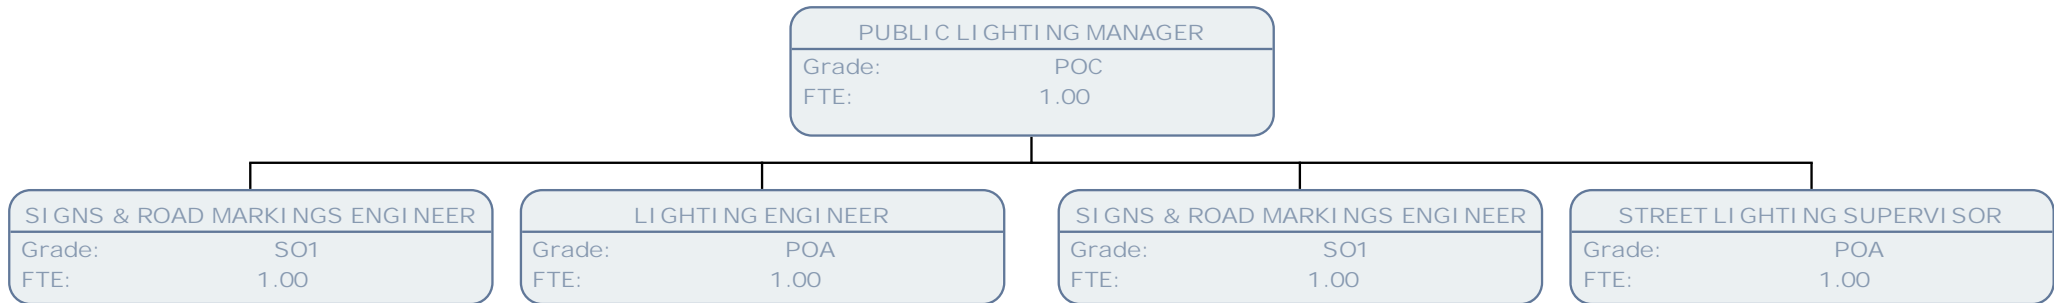 PUBLIC LIGHTING MANAGER
Grade: POC
FTE: 1.00
SIGNS & ROAD MARKINGS ENGINEER
Grade: SO1
FTE: 1.00
LIGHTING ENGINEER
Grade: POA
FTE: 1.00
SIGNS & ROAD MARKINGS ENGINEER
Grade: SO1
FTE: 1.00
STREET LIGHTING SUPERVISOR
Grade: POA
FTE: 1.00